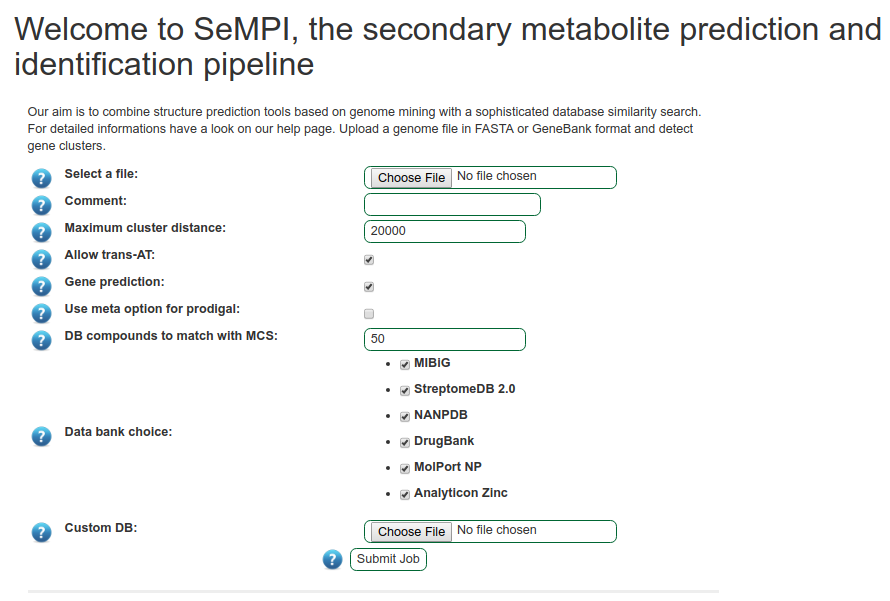 Welcome to SeMPI, the secondary metabolite prediction and
identification pipeline
Our aim is to combine structure prediction tools based on genome mining with a sophisticated database similarity search.
For detailed informations have a look on our help page. Upload a genome file in FASTA or GeneBank format and detect
gene clusters.
? Select a file: Choose File No file chosen
? Comment:
? Maximum cluster distance: 20000
? Allow trans-AT:
? Gene prediction:
? Use meta option for prodigal:
? DB compounds to match with MCS: 50
• MIBiG
• StreptomeDB 2.0
• NANPDB
? Data bank choice:
• DrugBank
• MolPort NP
• Analyticon Zinc
? Custom DB: Choose File No file chosen
? Submit Job